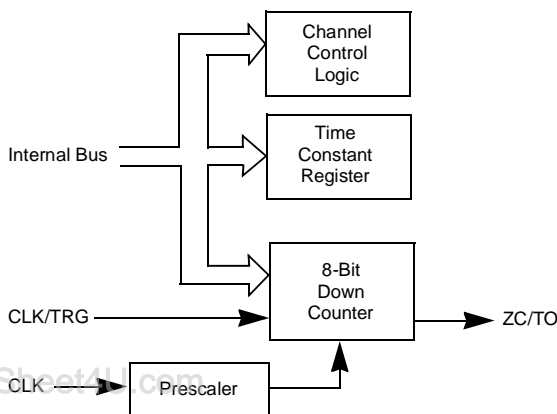 Channel
Control
Logic
Internal Bus
Time
Constant
Register
8-Bit
Down
Counter
CLK/TRG
ZC/TO
CLK
Sheet4U.com
Prescaler